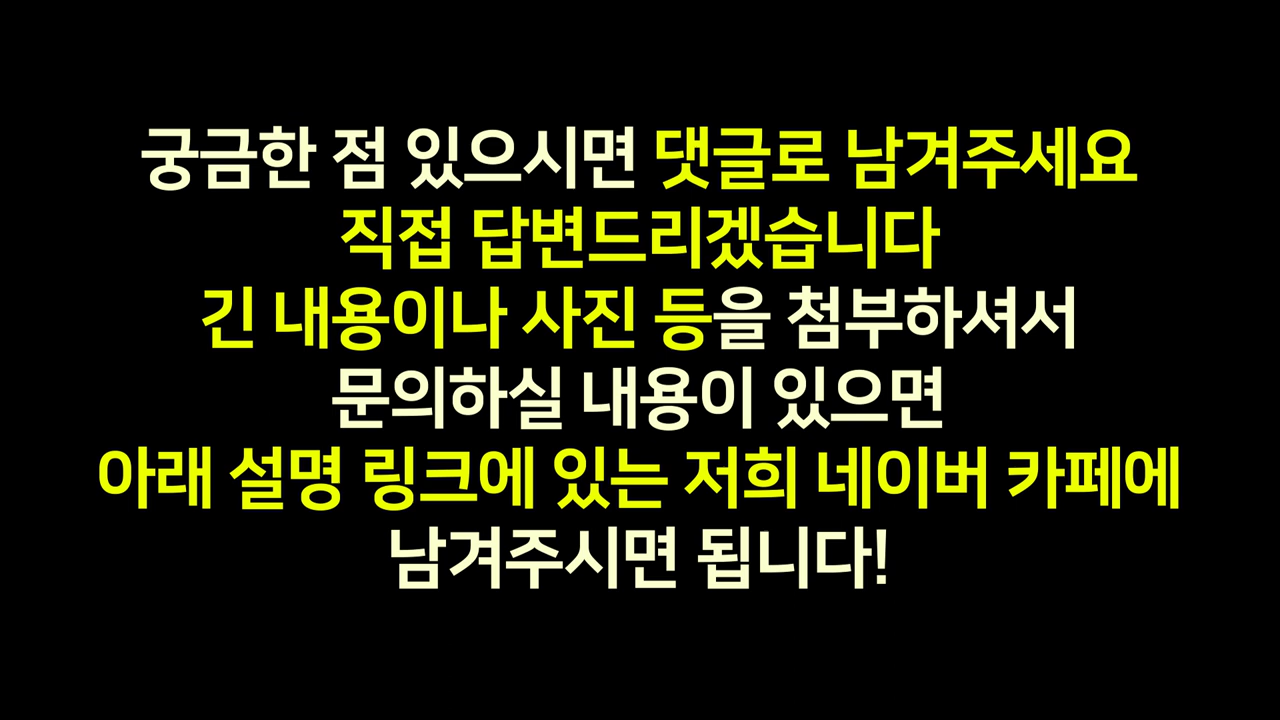 궁금한 점 있으시면 댓글로 남겨주세요
직접 답변드리겠습니다
긴 내용이나 사진 등을 첨부하셔서
문의하실 내용이 있으면
아래 설명 링크에 있는 저희 네이버 카페에
남겨주시면 됩니다!